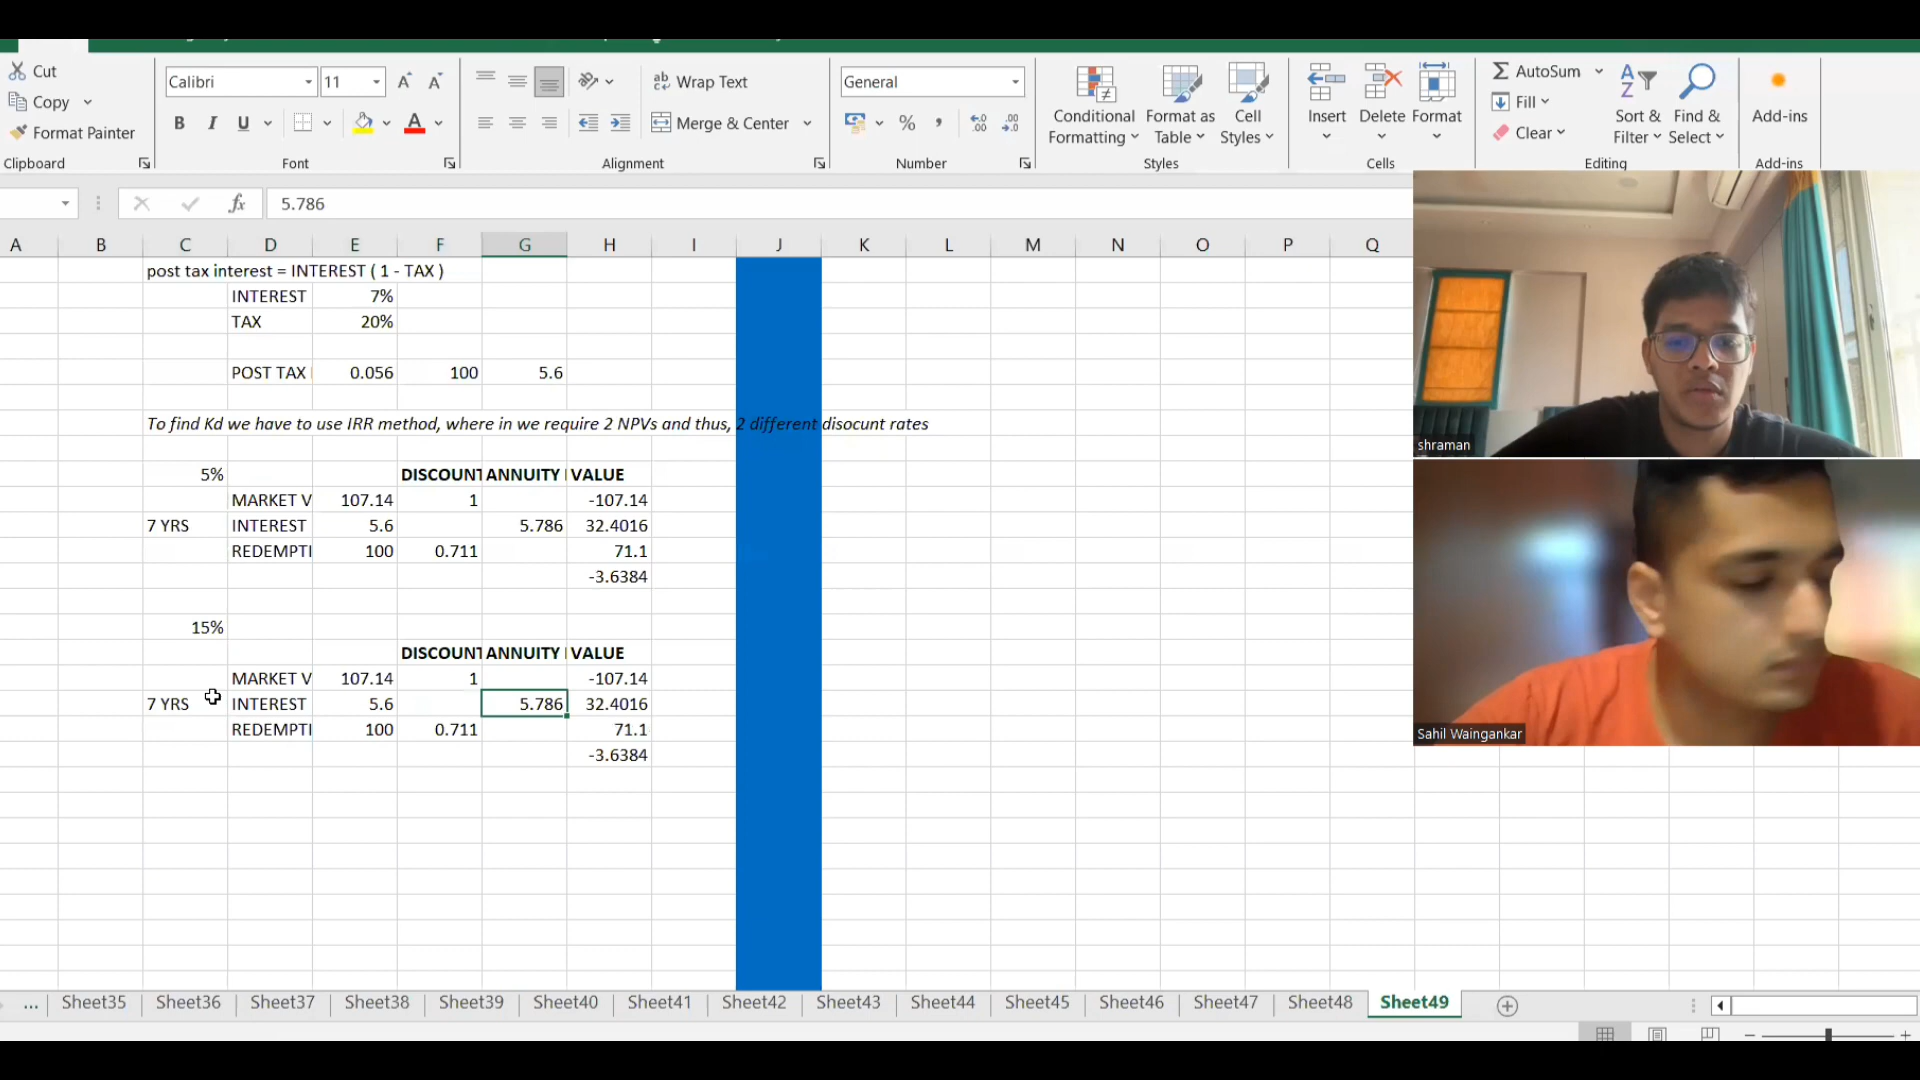 Cut
Copy
Format Painter
Clipboard
Calibri
11
B I U
Font
Wrap Text
Merge & Center
Alignment
General
Number
Conditional Formatting
Format as Table
Cell Styles
Styles
Insert
Delete
Format
Cells
AutoSum
Fill
Clear
Sort & Filter
Find & Select
Editing
Add-ins
Add-ins
fx 5.786
A B C D E F G H I J K L M N O P Q
post tax interest = INTEREST ( 1 - TAX )
INTEREST 7%
TAX 20%
POST TAX 0.056 100 5.6
To find Kd we have to use IRR method, where in we require 2 NPVs and thus, 2 different disocunt rates
5% DISCOUNT ANNUITY VALUE
MARKET V 107.14 1 -107.14
7 YRS INTEREST 5.6 5.786 32.4016
REDEMPTI 100 0.711 71.1
-3.6384
15%
DISCOUNT ANNUITY VALUE
MARKET V 107.14 1 -107.14
7 YRS INTEREST 5.6 5.786 32.4016
REDEMPTI 100 0.711 71.1
-3.6384
shraman
Sahil Waingankar
... Sheet35 Sheet36 Sheet37 Sheet38 Sheet39 Sheet40 Sheet41 Sheet42 Sheet43 Sheet44 Sheet45 Sheet46 Sheet47 Sheet48 Sheet49